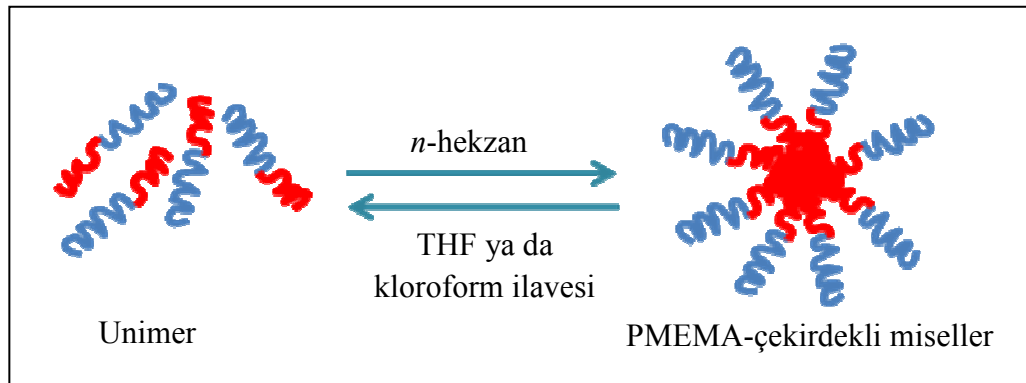 n-hekzan
THF ya da
kloroform ilavesi
Unimer
PMEMA-çekirdekli miseller